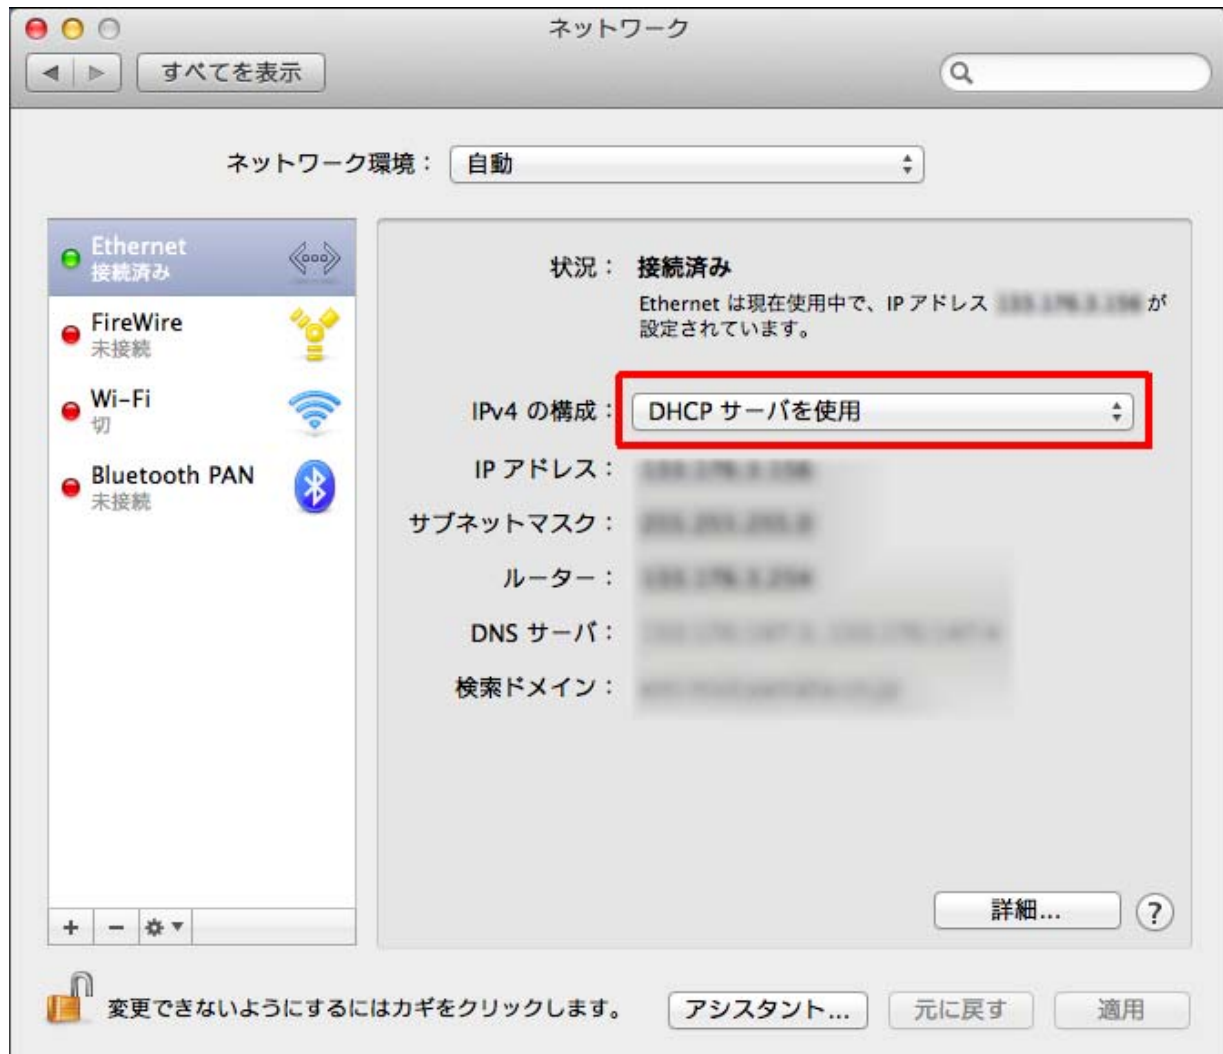 ネットワーク
すべてを表示
ネットワーク環境： 自動
Ethernet
接続済み
FireWire
未接続
Wi-Fi
切
Bluetooth PAN
未接続
状況： 接続済み
Ethernet は現在使用中で、IP アドレス が
設定されています。
IPv4 の構成： DHCP サーバを使用
IP アドレス：
サブネットマスク：
ルーター：
DNS サーバ：
検索ドメイン：
詳細... ?
変更できないようにするにはカギをクリックします。
アシスタント... 元に戻す 適用